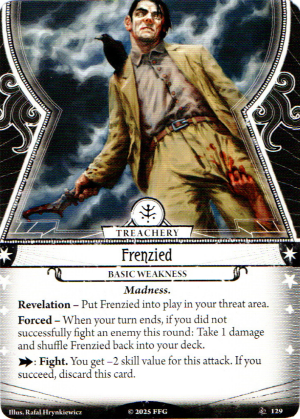 TREACHERY
Frenzied
BASIC WEAKNESS
Madness.
Revelation – Put Frenzied into play in your threat area.
Forced – When your turn ends, if you did not
successfully fight an enemy this round: Take 1 damage
and shuffle Frenzied back into your deck.
: Fight. You get –2 skill value for this attack. If you
succeed, discard this card.
Illus. Rafał Hrynkiewicz
© 2025 FFG
129